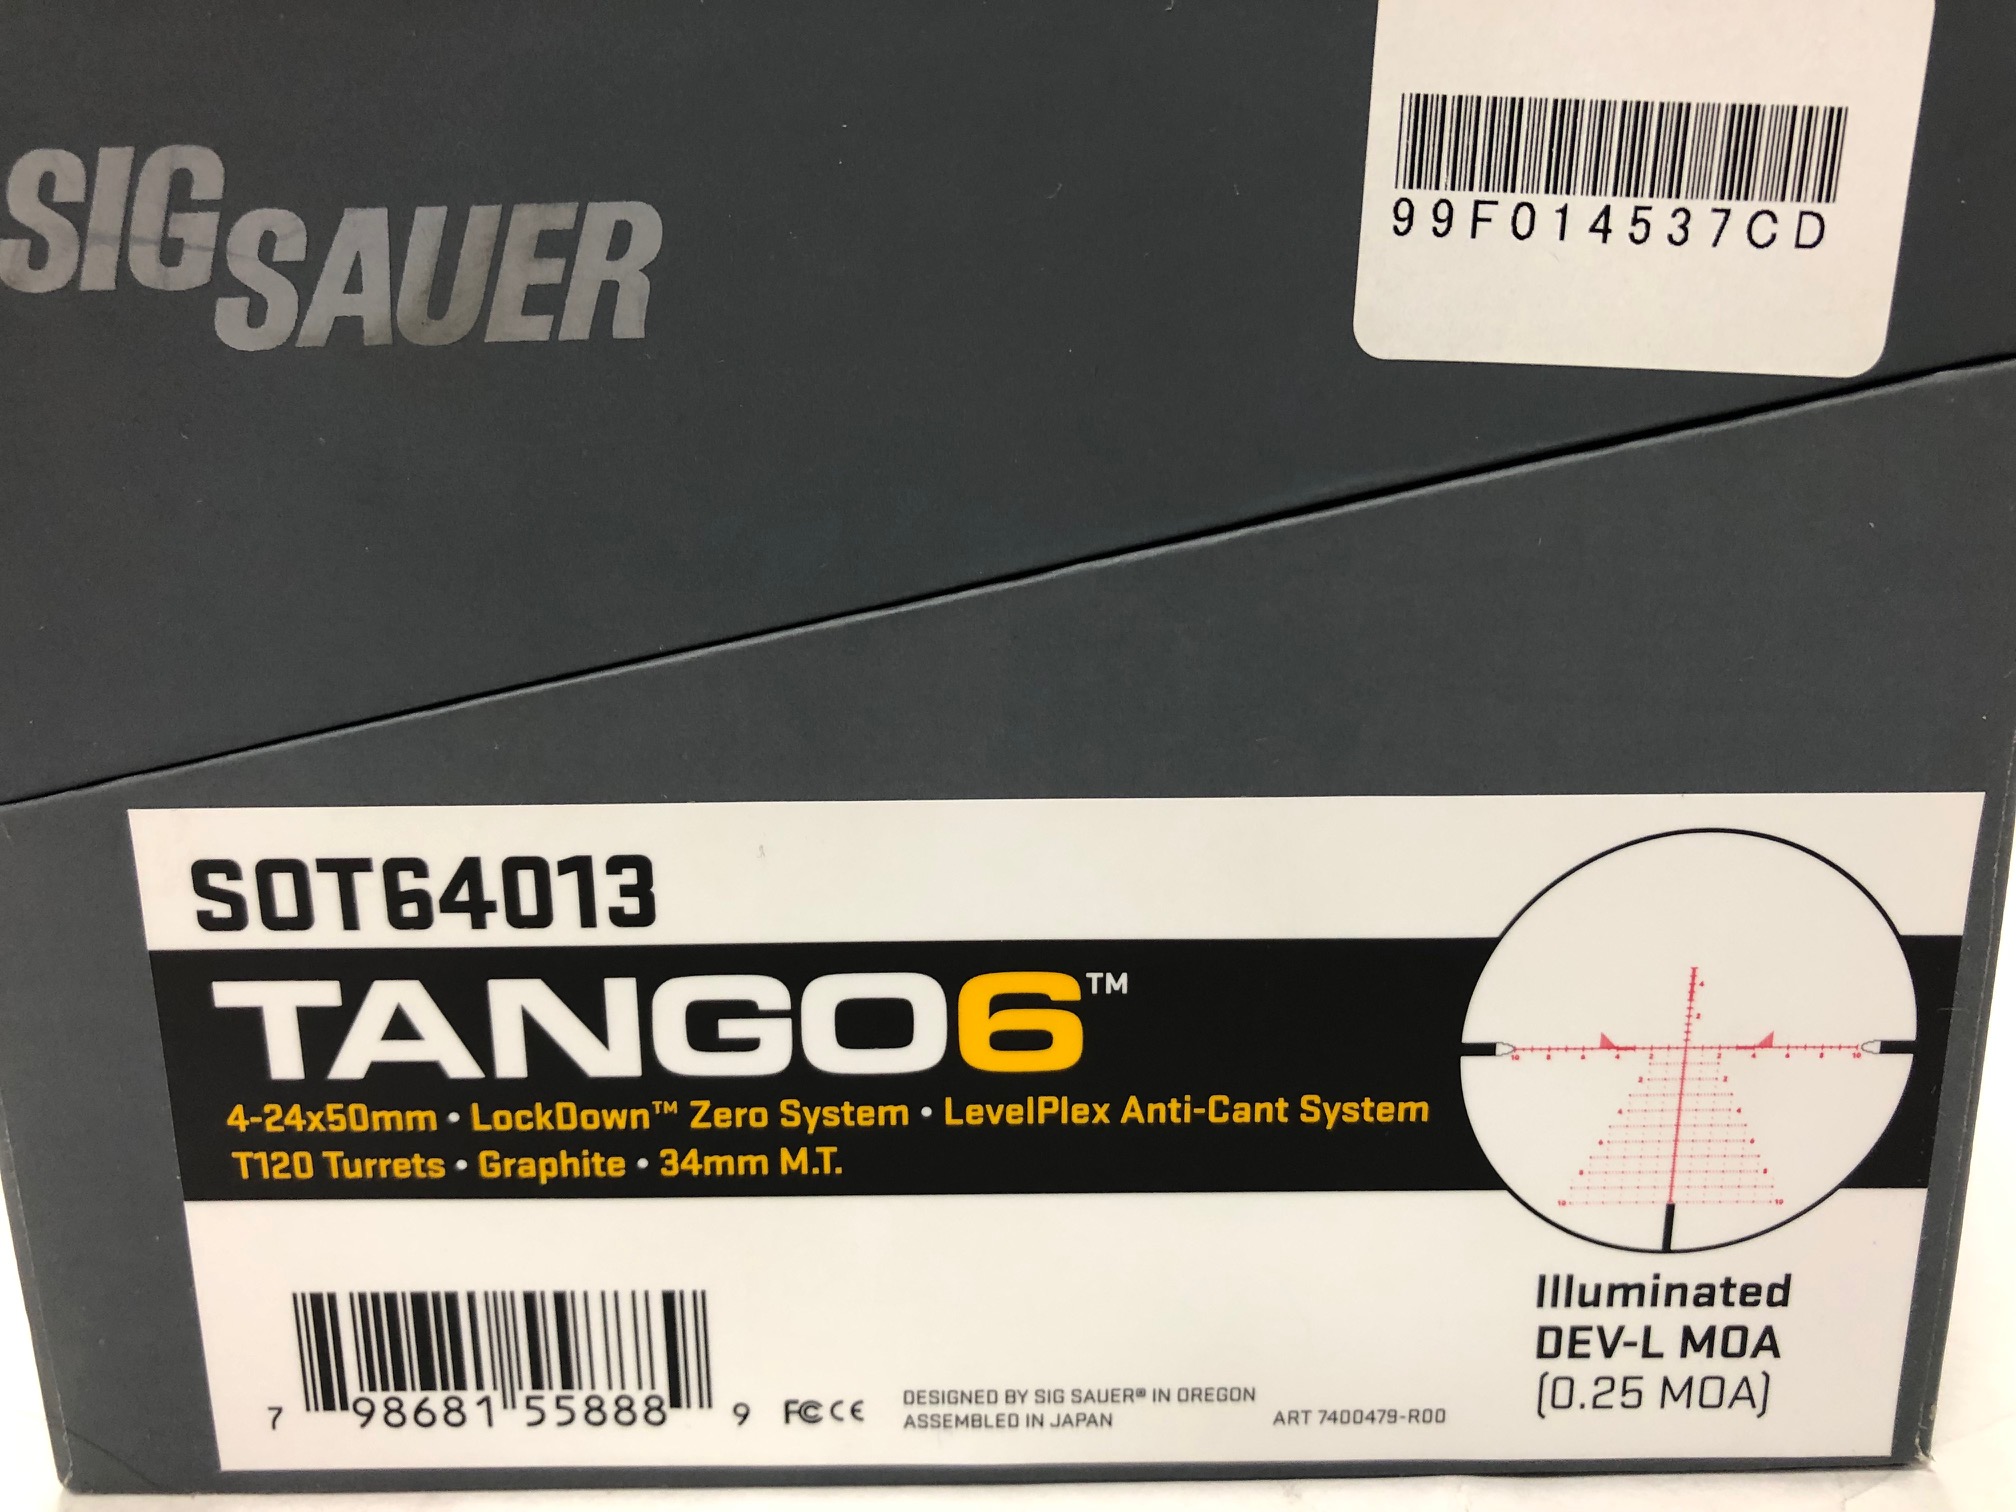 SIG SAUER
99F014537CD
SOT64013
TANGO6™
4-24x50mm • LockDown™ Zero System • LevelPlex Anti-Cant System
T120 Turrets • Graphite • 34mm M.T.
Illuminated
DEV-L MOA
(0.25 MOA)
7 98681 55888 9
FC CE
DESIGNED BY SIG SAUER® IN OREGON
ASSEMBLED IN JAPAN
ART 7400479-R00